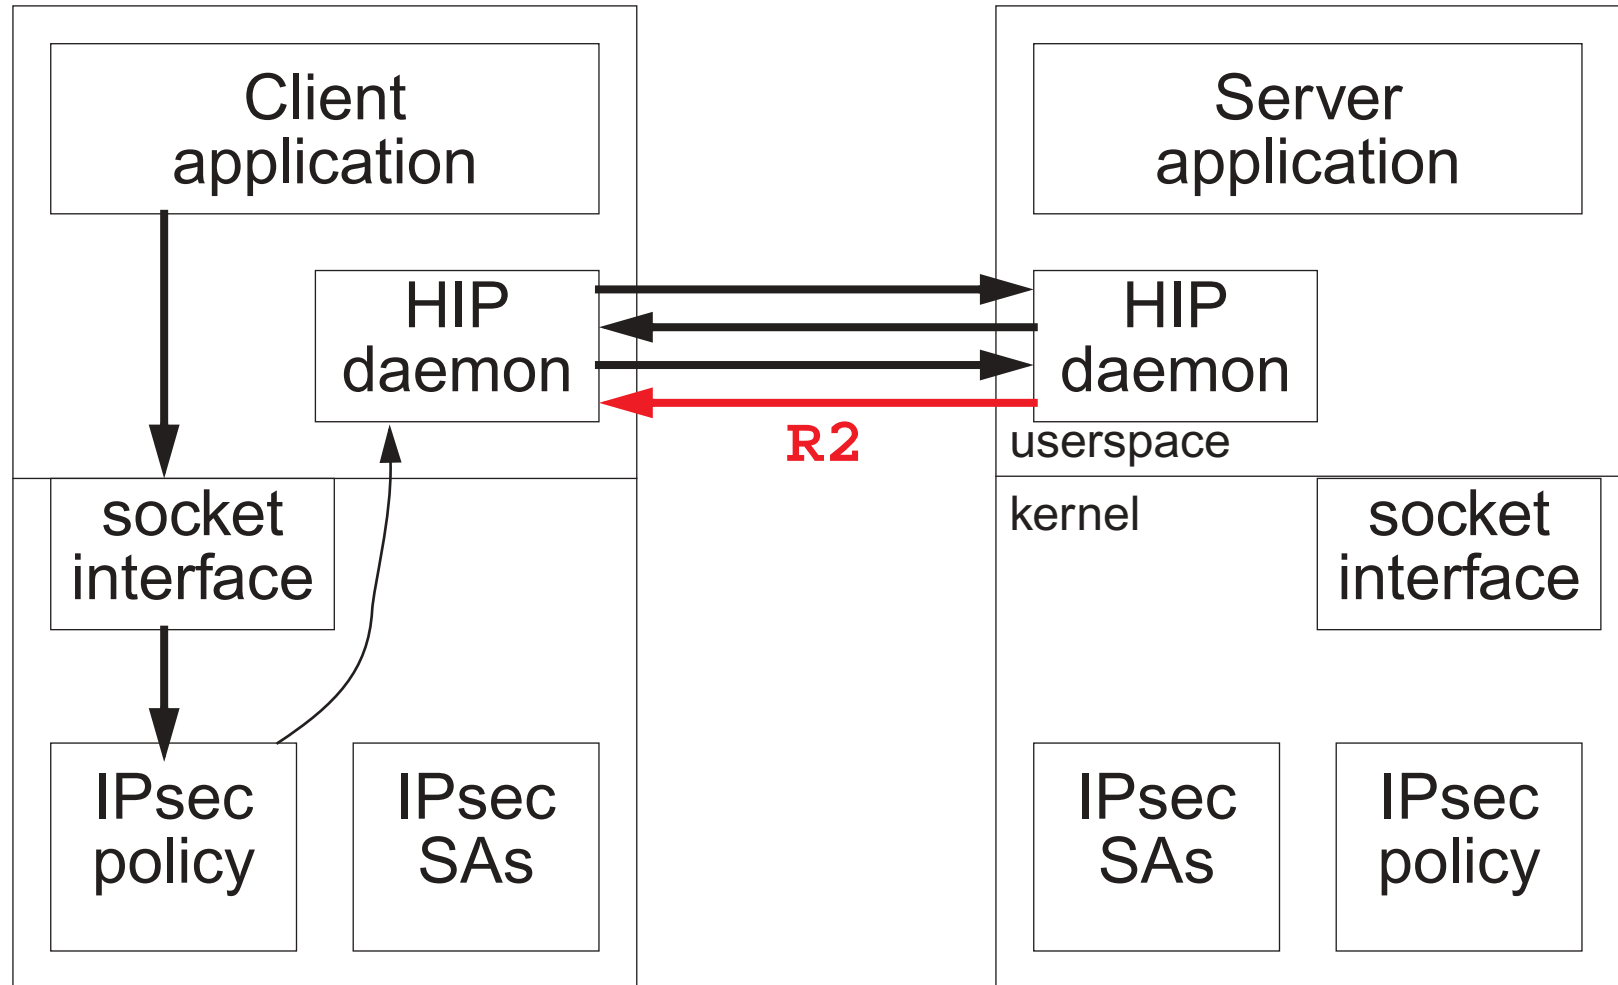 Client
application
Server
application
HIP
daemon
HIP
daemon
R2
userspace
kernel
socket
interface
socket
interface
IPsec
policy
IPsec
SAs
IPsec
SAs
IPsec
policy